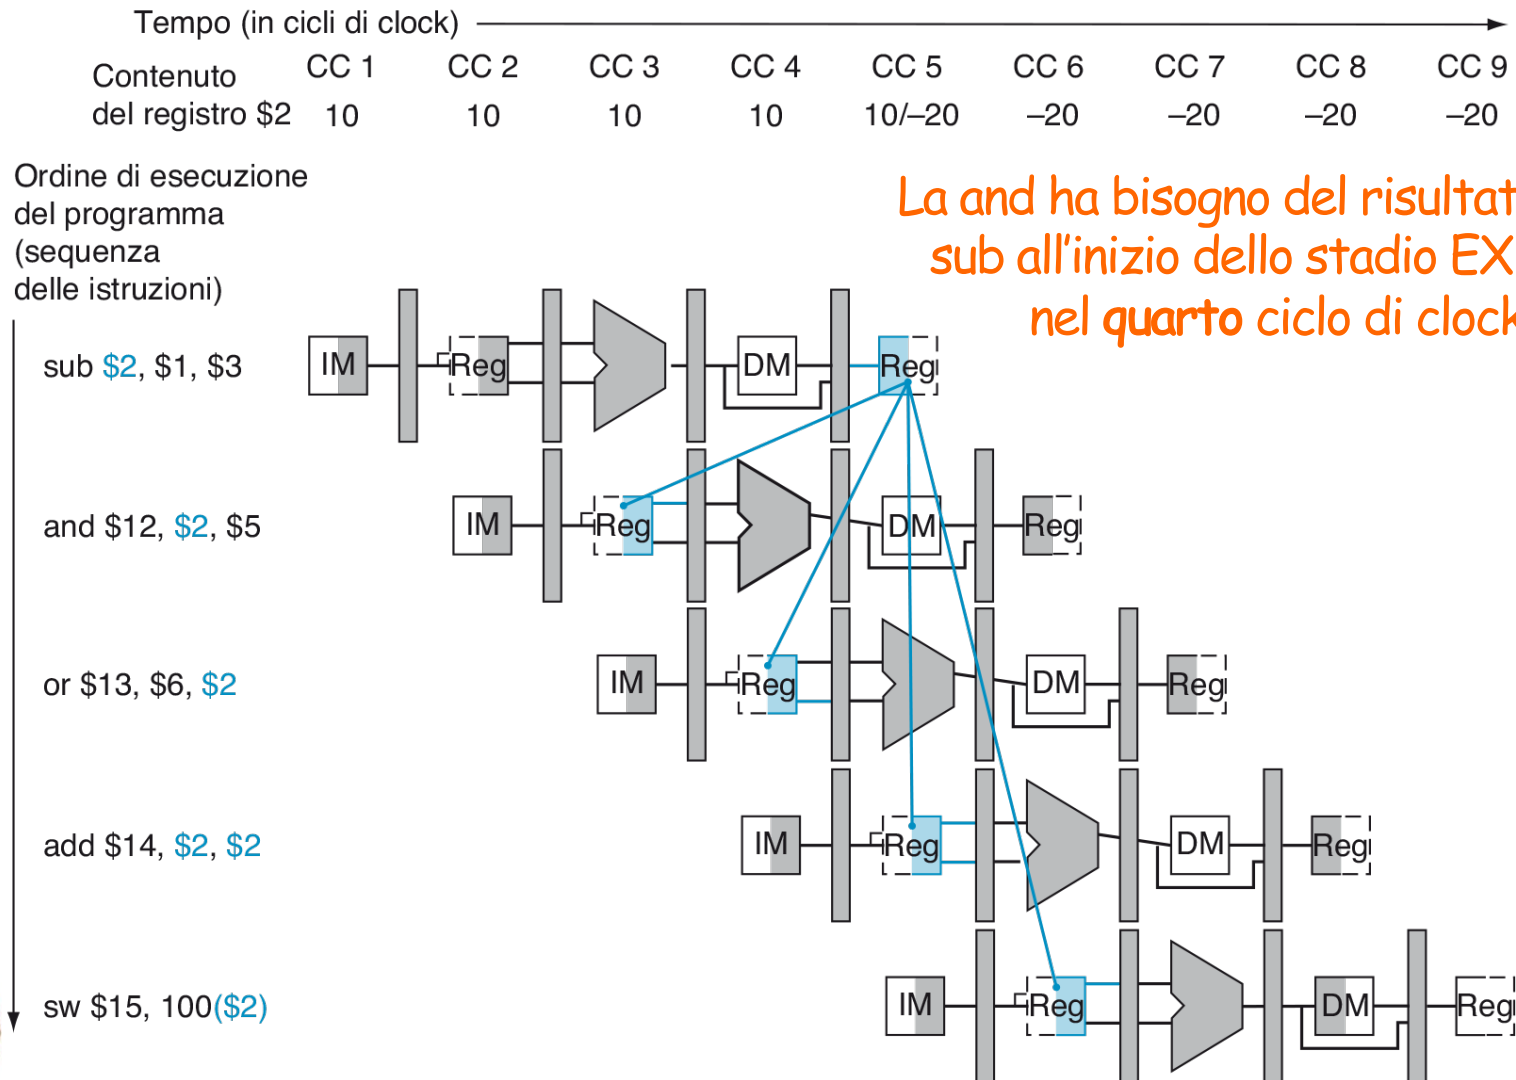 Tempo (in cicli di clock)
CC 1 CC 2 CC 3 CC 4 CC 5 CC 6 CC 7 CC 8 CC 9
Contenuto
del registro $2 10 10 10 10 10/–20 –20 –20 –20 –20
Ordine di esecuzione
del programma
(sequenza
delle istruzioni)
La and ha bisogno del risultat
sub all'inizio dello stadio EX
nel quarto ciclo di clock
sub $2, $1, $3 IM Reg DM Reg
and $12, $2, $5 IM Reg DM Reg
or $13, $6, $2 IM Reg DM Reg
add $14, $2, $2 IM Reg DM Reg
sw $15, 100($2) IM Reg DM Reg